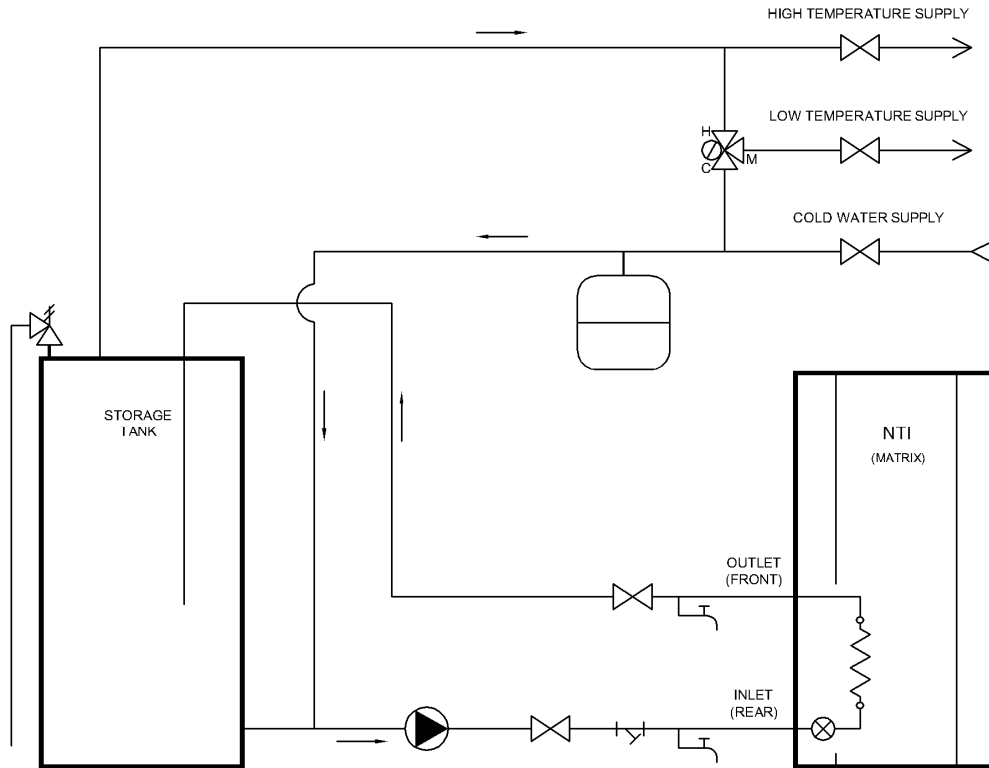 HIGH TEMPERATURE SUPPLY
LOW TEMPERATURE SUPPLY
H
M
C
COLD WATER SUPPLY
STORAGE
TANK
NTI
(MATRIX)
OUTLET
(FRONT)
INLET
(REAR)